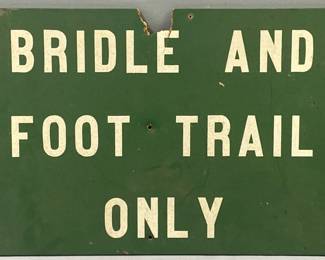 BRIDLE AND
FOOT TRAIL
ONLY